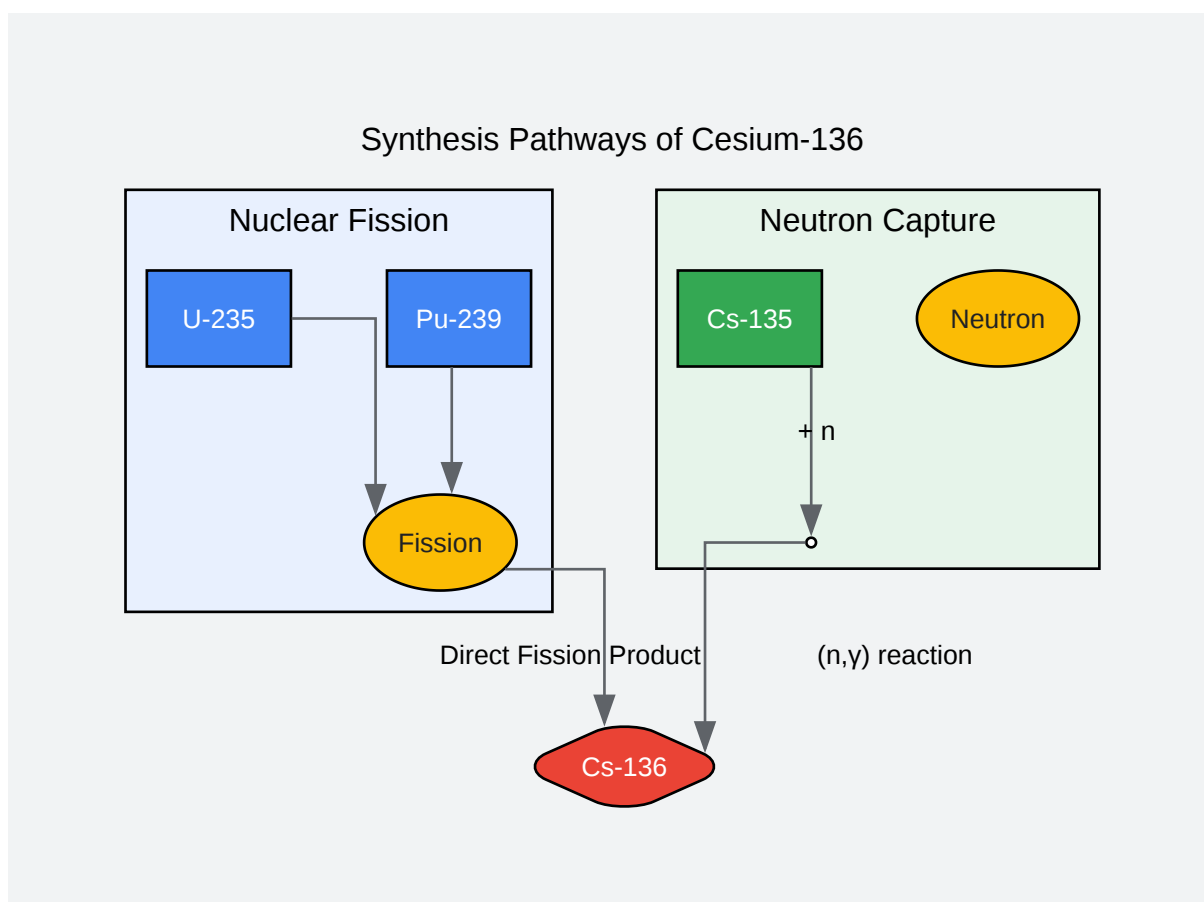 Synthesis Pathways of Cesium-136
Nuclear Fission
Neutron Capture
U-235
Pu-239
Cs-135
Neutron
+ n
Fission
Direct Fission Product
(n,γ) reaction
Cs-136